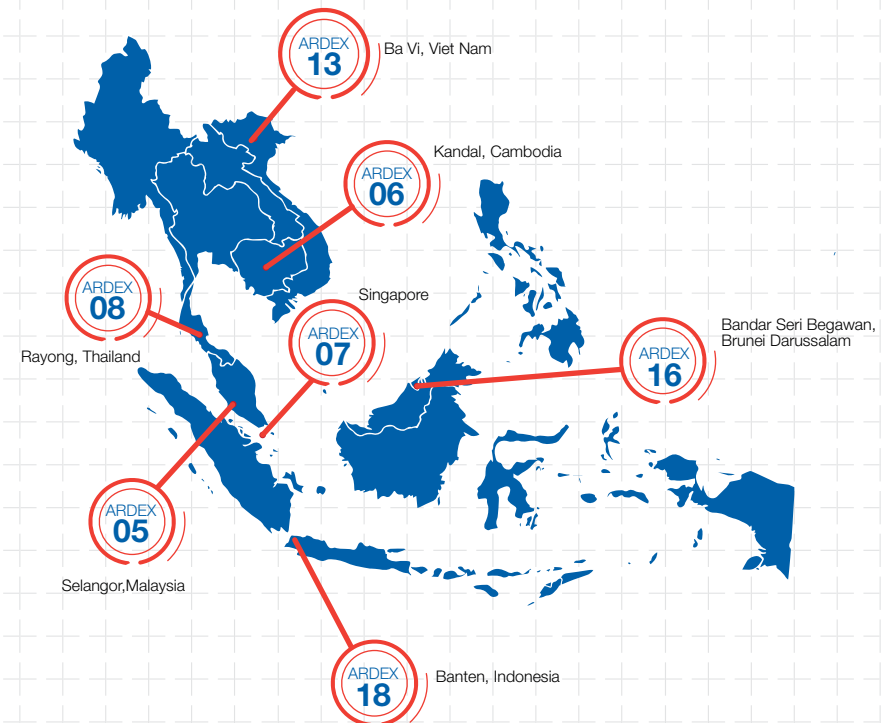 ARDEX
13
Ba Vi, Viet Nam
Kandal, Cambodia
ARDEX
06
ARDEX
08
Rayong, Thailand
Singapore
ARDEX
07
Bandar Seri Begawan,
Brunei Darussalam
ARDEX
16
ARDEX
05
Selangor,Malaysia
ARDEX
18
Banten, Indonesia